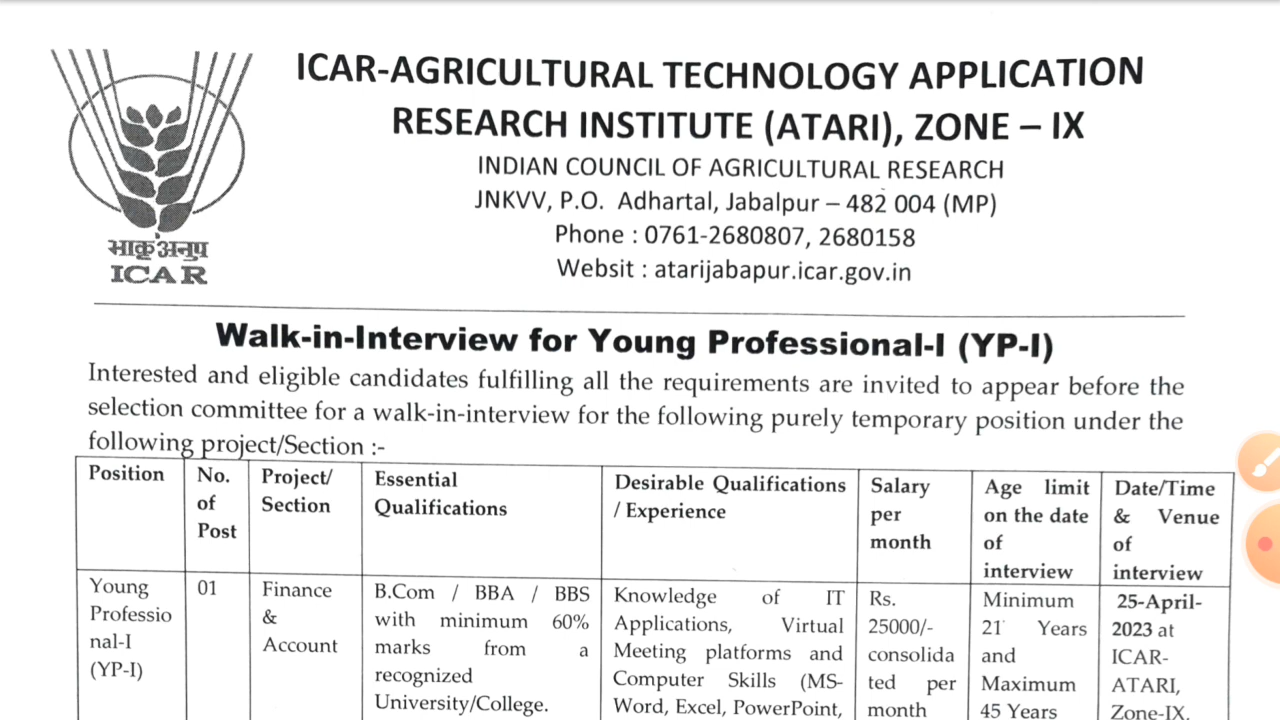 ICAR-AGRICULTURAL TECHNOLOGY APPLICATION
RESEARCH INSTITUTE (ATARI), ZONE – IX
INDIAN COUNCIL OF AGRICULTURAL RESEARCH
JNKVV, P.O. Adhartal, Jabalpur – 482 004 (MP)
Phone : 0761-2680807, 2680158
Websit : atarijabapur.icar.gov.in
भाकृअनुप
ICAR
Walk-in-Interview for Young Professional-I (YP-I)
Interested and eligible candidates fulfilling all the requirements are invited to appear before the
selection committee for a walk-in-interview for the following purely temporary position under the
following project/Section :-
Position
No.
of
Post
Project/
Section
Essential
Qualifications
Desirable Qualifications
/ Experience
Salary
per
month
Age limit
on the date
of
interview
Date/Time
& Venue
of
interview
Young
Professio
nal-I
(YP-I)
01
Finance
&
Account
B.Com / BBA / BBS
with minimum 60%
marks from a
recognized
University/College.
Knowledge of IT
Applications, Virtual
Meeting platforms and
Computer Skills (MS-
Word, Excel, PowerPoint,
Rs.
25000/-
consolida
ted per
month
Minimum
21 Years
and
Maximum
45 Years
25-April-
2023 at
ICAR-
ATARI,
Zone-IX,